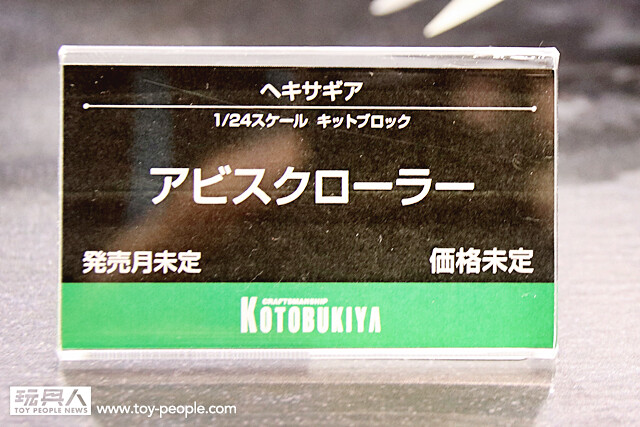 ヘキサギア
1/24スケール キットブロック
アビスクローラー
発売月未定 価格未定
CRAFTSMANSHIP
KOTOBUKIYA
玩具人
TOY PEOPLE NEWS www.toy-people.com